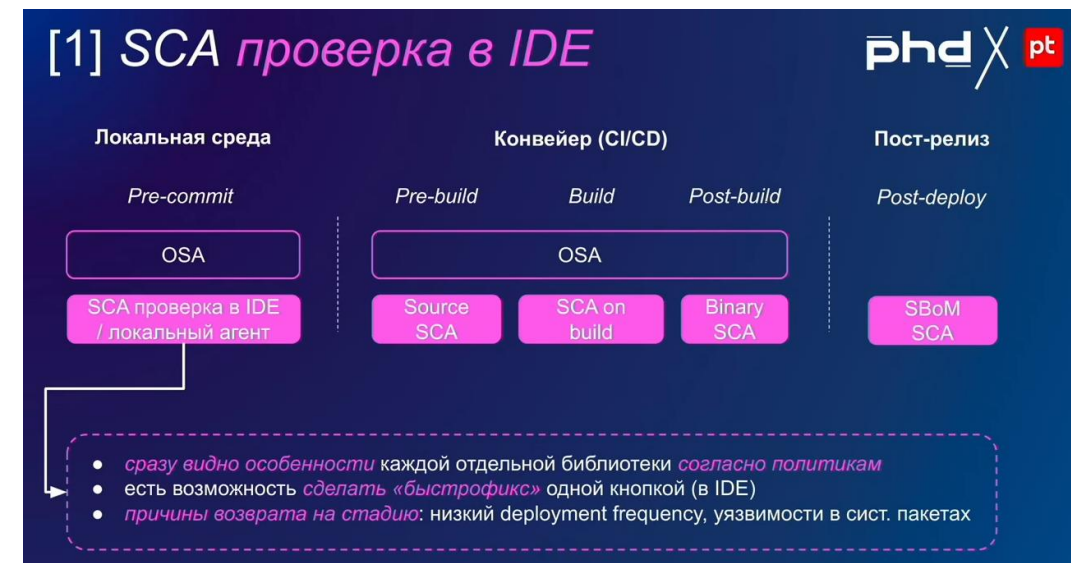 [1] SCA проверка в IDE
phd X pt
Локальная среда
Конвейер (CI/CD)
Пост-релиз
Pre-commit
Pre-build
Build
Post-build
Post-deploy
OSA
OSA
SCA проверка в IDE
/ локальный агент
Source
SCA
SCA on
build
Binary
SCA
SBoM
SCA
● сразу видно особенности каждой отдельной библиотеки согласно политикам
● есть возможность сделать «быстрофикс» одной кнопкой (в IDE)
● причины возврата на стадию: низкий deployment frequency, уязвимости в сист. пакетах